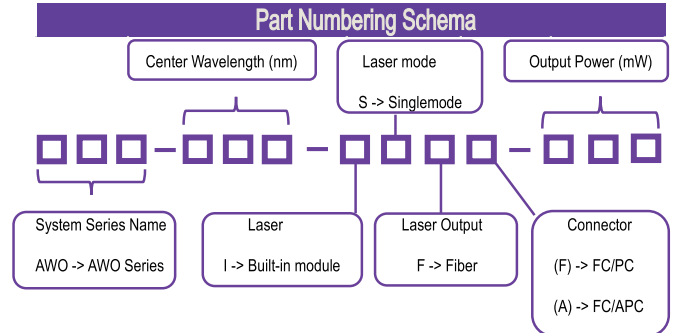 Part Numbering Schema
Center Wavelength (nm)
Laser mode
S -> Singlemode
Output Power (mW)
System Series Name
AWO -> AWO Series
Laser
I -> Built-in module
Laser Output
F -> Fiber
Connector
(F) -> FC/PC
(A) -> FC/APC